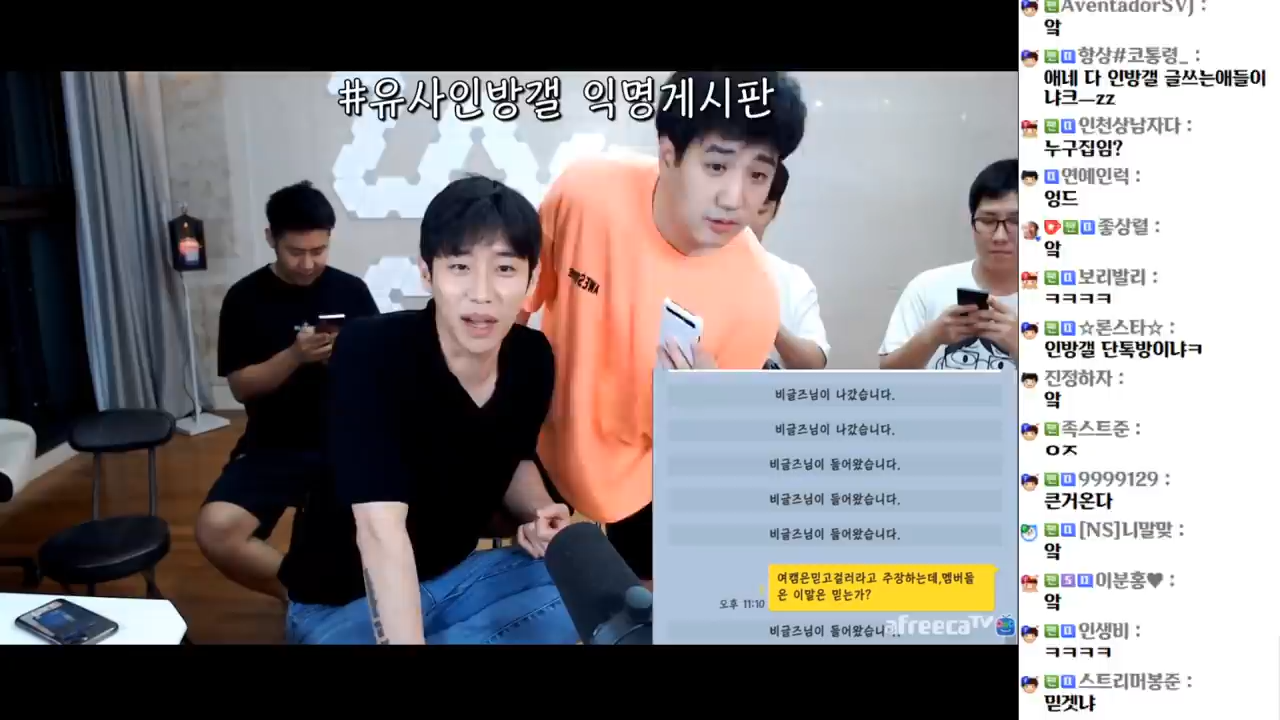 #유사인방갤 익명게시판
AWESOME
비글즈님이 나갔습니다.
비글즈님이 나갔습니다.
비글즈님이 들어왔습니다.
비글즈님이 들어왔습니다.
비글즈님이 들어왔습니다.
여캠은믿고걸러라고 주장하는데,멤버들
은 이말은 믿는가?
오후 11:10
비글즈님이 들어왔습니
afreecaTV
AventadorSVJ :
악
항상#코통령_ :
얘네 다 인방갤 글쓰는애들이
냐크ㅡzz
인천상남자다 :
누구집임?
연예인럭 :
엉드
좋상렬 :
악
보리발리 :
ㅋㅋㅋㅋ
☆론스타☆ :
인방갤 단톡방이냐ㅋ
진정하자 :
악
족스트준 :
ㅇㅈ
9999129 :
큰거온다
[NS]니말맞 :
악
이분홍♥ :
악
인생비 :
ㅋㅋㅋㅋ
스트리머봉준 :
믿겟냐